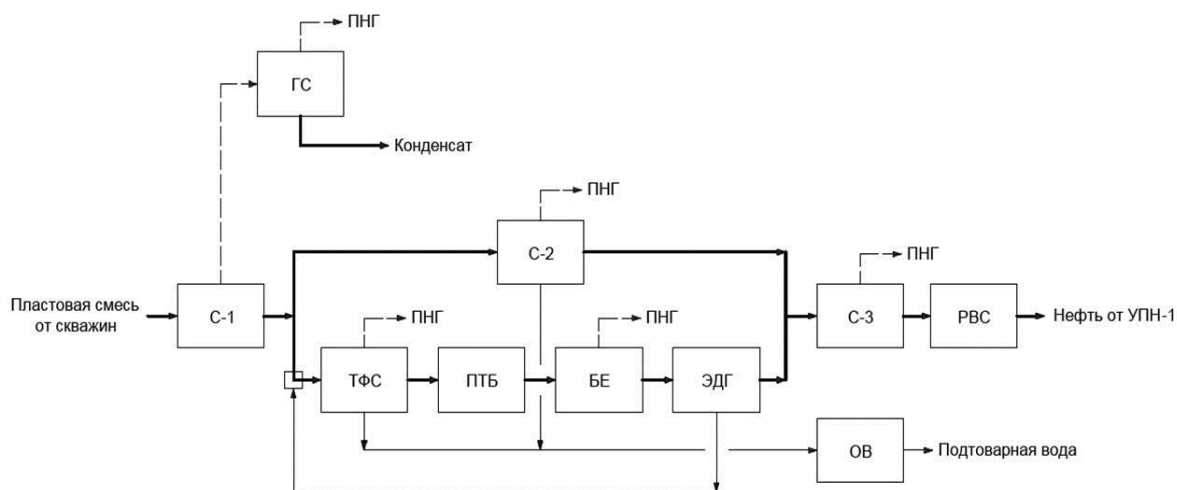 ПНГ
ГС
Конденсат
ПНГ
С-2
ПНГ
Пластовая смесь
от скважин
С-1
С-3
РВС
Нефть от УПН-1
ПНГ
ПНГ
ТФС
ПТБ
БЕ
ЭДГ
ОВ
Подтоварная вода